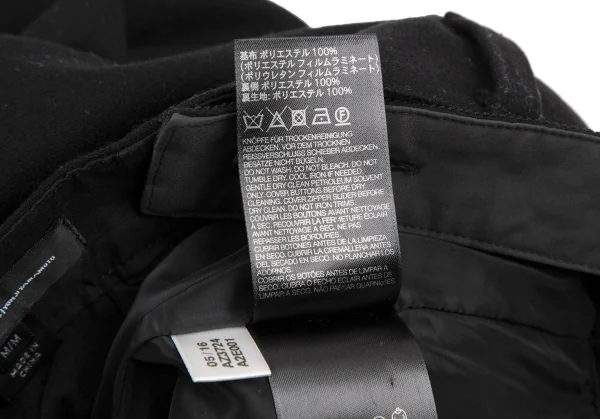 基布 ポリエステル 100%
(ポリエステル フィルムラミネート)
(ポリウレタン フィルムラミネート)
裏側 ポリエステル 100%
裏生地: ポリエステル 100%
KNÖPFE FÜR TROCKENREINIGUNG
ABDECKEN. VOR DEM TROCKNEN
REISSVERSCHLUSS SCHIEBER ABDECKEN.
BESÄTZE NICHT BÜGELN.
DO NOT WASH. DO NOT BLEACH. DO NOT
TUMBLE DRY. COOL IRON IF NEEDED.
GENTLE DRY CLEAN PETROLEUM SOLVENT
ONLY. COVER BUTTONS BEFORE DRY
CLEANING. COVER ZIPPER SLIDER BEFORE
DRY CLEANING. DO NOT IRON TRIMS.
COUVRIR LES BOUTONS AVANT NETTOYAGE
À SEC. RECOUVRIR LA FERMETURE ÉCLAIR
AVANT NETTOYAGE À SEC. NE PAS
REPASSER LES BORDURES.
CUBRIR BOTONES ANTES DE LA LIMPIEZA
EN SECO. CUBRIR LA CREMALLERA ANTES
DEL SECADO EN SECO. NO PLANCHAR LOS
ADORNOS.
COBRIR OS BOTÕES ANTES DE LIMPAR A
SECO. CUBRA O FECHO ECLAIR ANTES DE
LIMPAR A SECO. NÃO PASSAR GUARNIÇÕES.
05/16
AZ3724
A2E001
M/M
MADE IN
CHINA